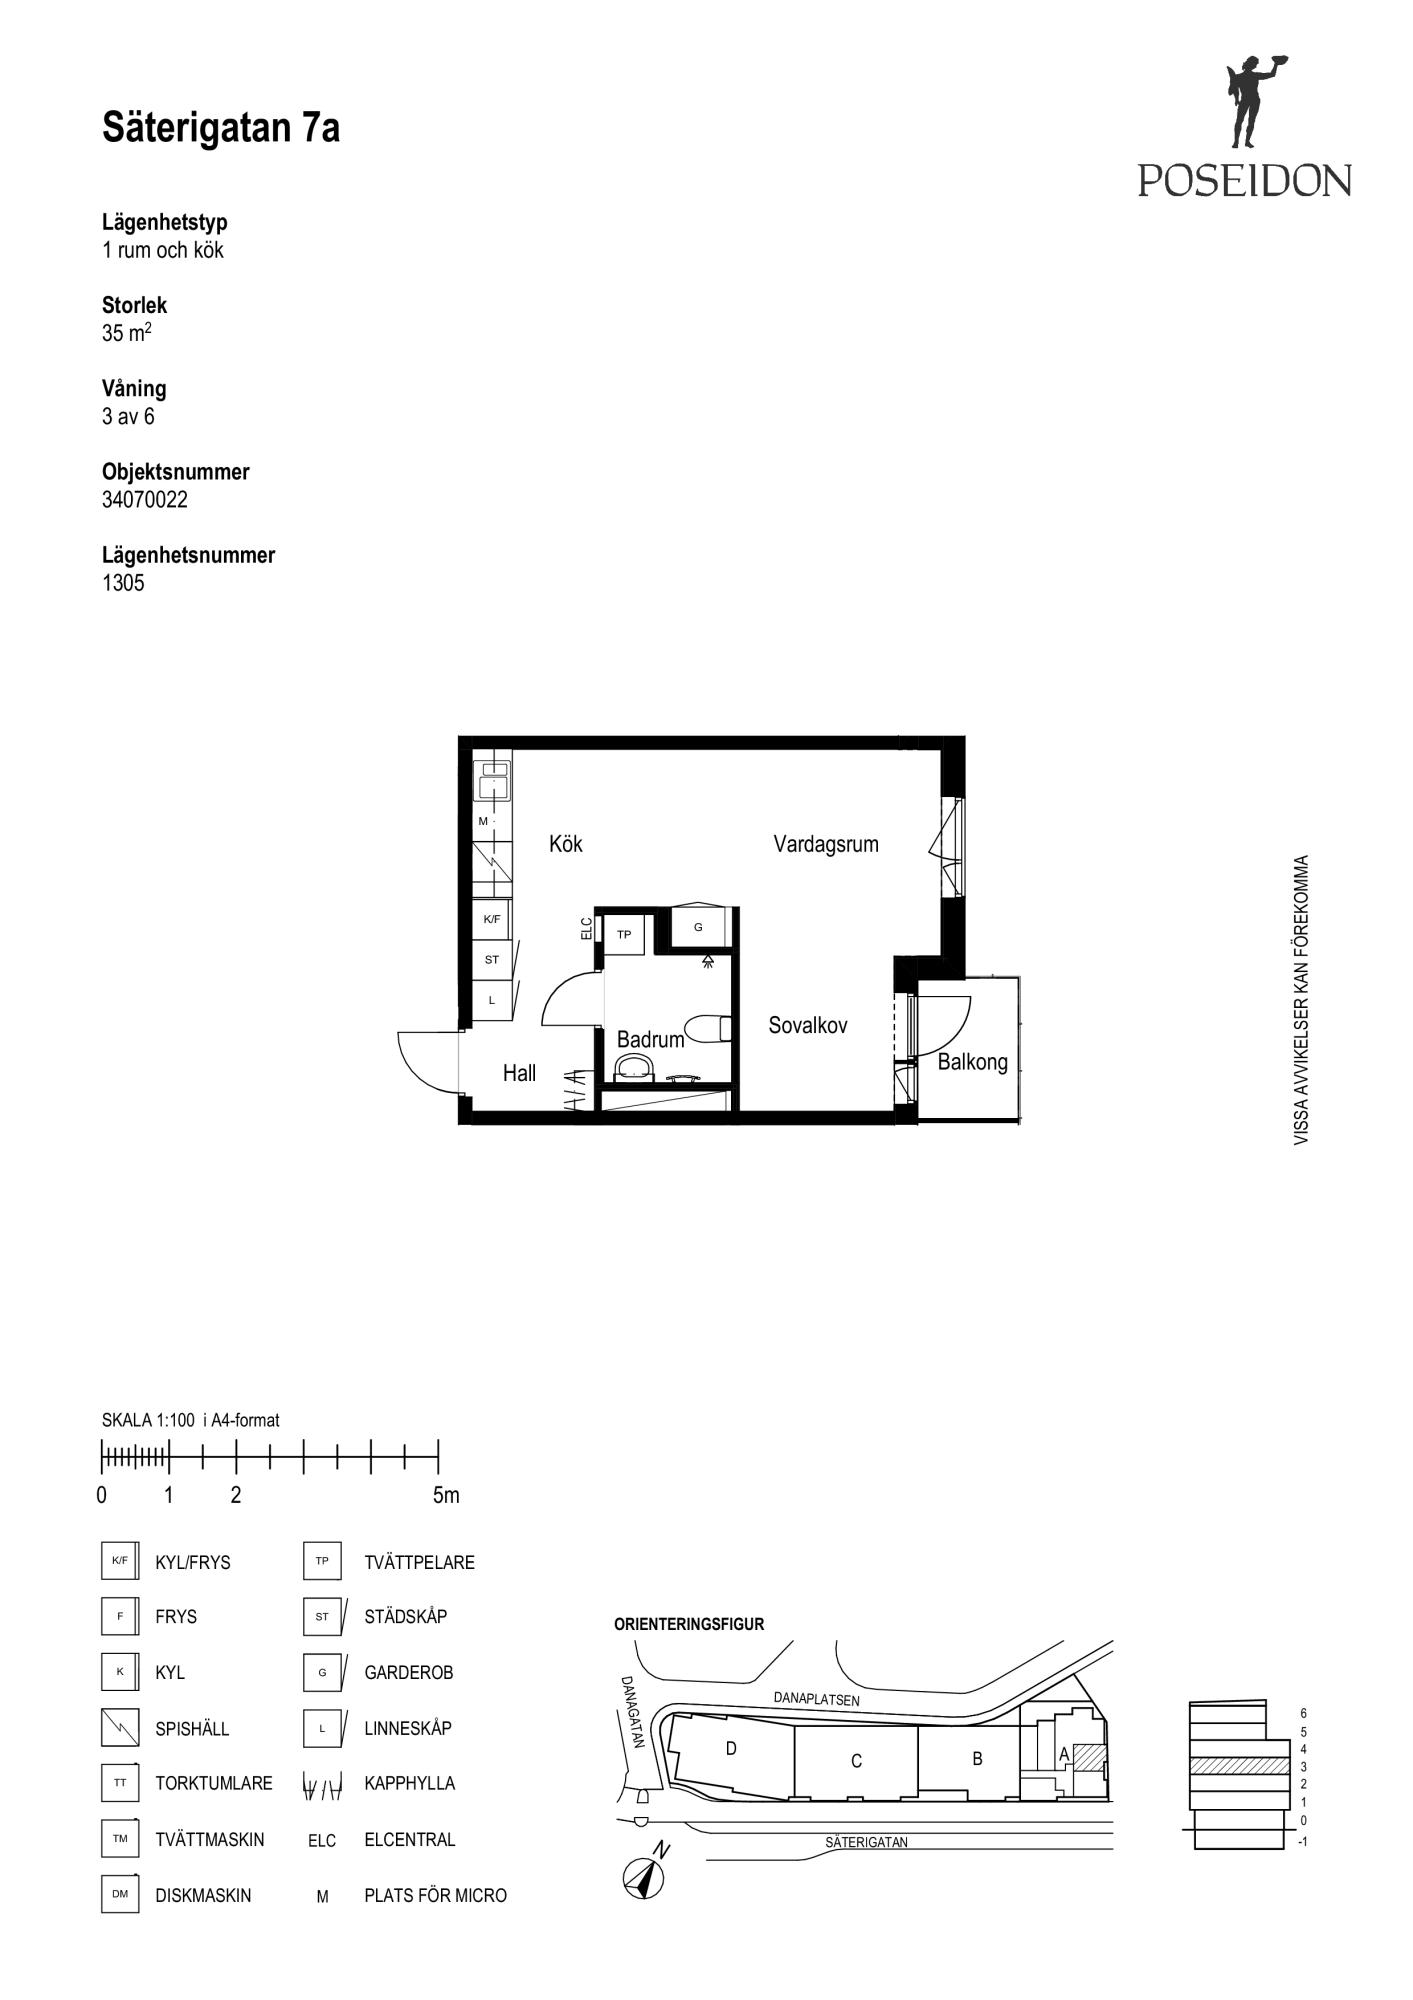 Säterigatan 7a
POSEIDON
Lägenhetstyp
1 rum och kök
Storlek
35 m²
Våning
3 av 6
Objektsnummer
34070022
Lägenhetsnummer
1305
M
Kök
Vardagsrum
K/F
ELC
TP
G
ST
L
Badrum
Sovalkov
Hall
Balkong
VISSA AVVIKELSER KAN FÖREKOMMA
SKALA 1:100 i A4-format
0 1 2 5m
K/F KYL/FRYS
F FRYS
K KYL
SPISHÄLL
TT TORKTUMLARE
TM TVÄTTMASKIN
DM DISKMASKIN
TP TVÄTTPELARE
ST STÄDSKÅP
G GARDEROB
L LINNESKÅP
KAPPHYLLA
ELC ELCENTRAL
M PLATS FÖR MICRO
ORIENTERINGSFIGUR
DANAGATAN
DANAPLATSEN
D
C
B
A
SÄTERIGATAN
N
6
5
4
3
2
1
0
-1